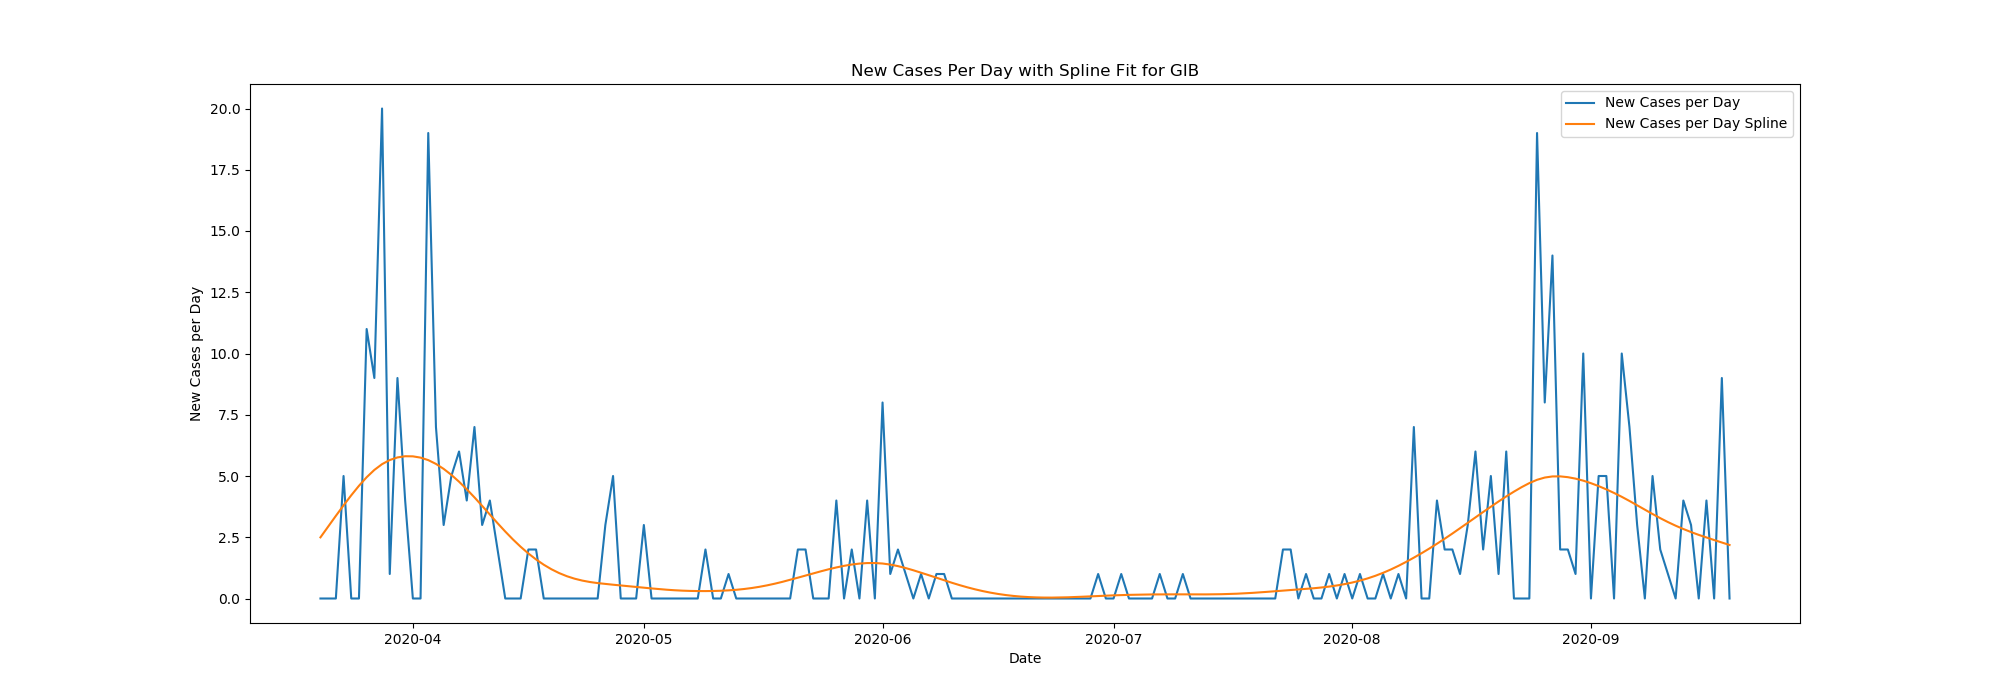 New Cases Per Day with Spline Fit for GIB
New Cases per Day
New Cases per Day Spline
20.0
17.5
15.0
12.5
10.0
7.5
5.0
2.5
0.0
New Cases per Day
2020-04 2020-05 2020-06 2020-07 2020-08 2020-09
Date